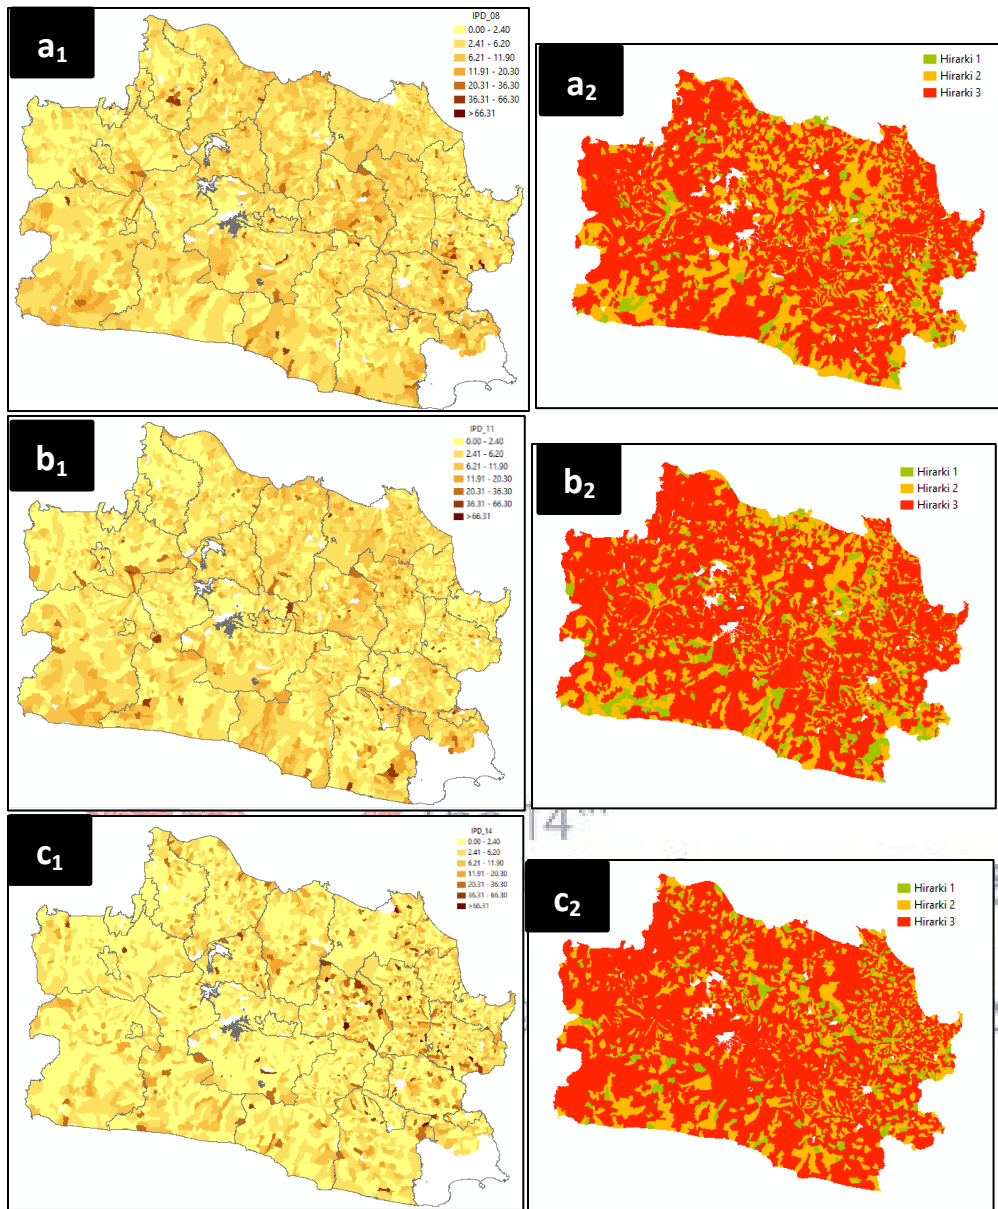 a1
IPD_08
0.00 - 2.40
2.41 - 6.20
6.21 - 11.90
11.91 - 20.30
20.31 - 36.30
36.31 - 66.30
>66.31
a2
Hirarki 1
Hirarki 2
Hirarki 3
b1
IPD_11
0.00 - 2.40
2.41 - 6.20
6.21 - 11.90
11.91 - 20.30
20.31 - 36.30
36.31 - 66.30
>66.31
b2
Hirarki 1
Hirarki 2
Hirarki 3
14th
c1
IPD_14
0.00 - 2.40
2.41 - 6.20
6.21 - 11.90
11.91 - 20.30
20.31 - 36.30
36.31 - 66.30
>66.31
c2
Hirarki 1
Hirarki 2
Hirarki 3